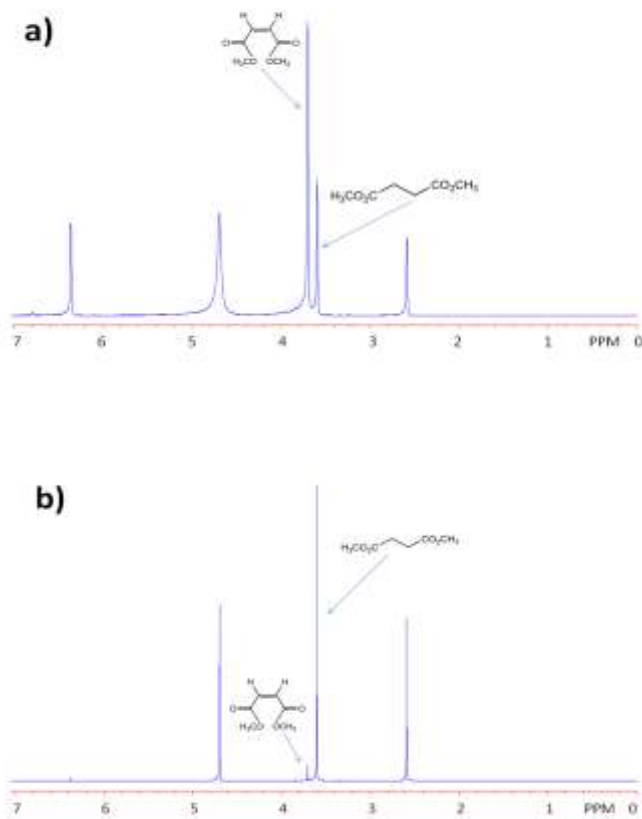 a)
H H
O O
H₃CO OCH₃
H₃CO₂C CO₂CH₃
7 6 5 4 3 2 1 PPM 0
b)
H₃CO₂C CO₂CH₃
H H
O O
H₃CO OCH₃
7 6 5 4 3 2 1 PPM 0